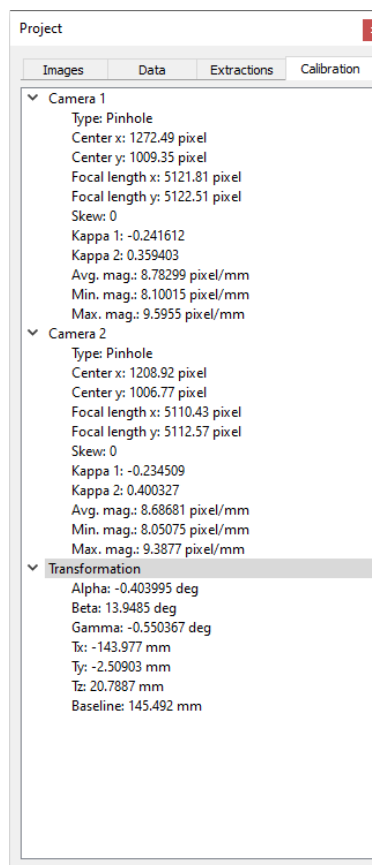 Project
Images Data Extractions Calibration
Camera 1
Type: Pinhole
Center x: 1272.49 pixel
Center y: 1009.35 pixel
Focal length x: 5121.81 pixel
Focal length y: 5122.51 pixel
Skew: 0
Kappa 1: -0.241612
Kappa 2: 0.359403
Avg. mag.: 8.78299 pixel/mm
Min. mag.: 8.10015 pixel/mm
Max. mag.: 9.5955 pixel/mm
Camera 2
Type: Pinhole
Center x: 1208.92 pixel
Center y: 1006.77 pixel
Focal length x: 5110.43 pixel
Focal length y: 5112.57 pixel
Skew: 0
Kappa 1: -0.234509
Kappa 2: 0.400327
Avg. mag.: 8.68681 pixel/mm
Min. mag.: 8.05075 pixel/mm
Max. mag.: 9.3877 pixel/mm
Transformation
Alpha: -0.403995 deg
Beta: 13.9485 deg
Gamma: -0.550367 deg
Tx: -143.977 mm
Ty: -2.50903 mm
Tz: 20.7887 mm
Baseline: 145.492 mm